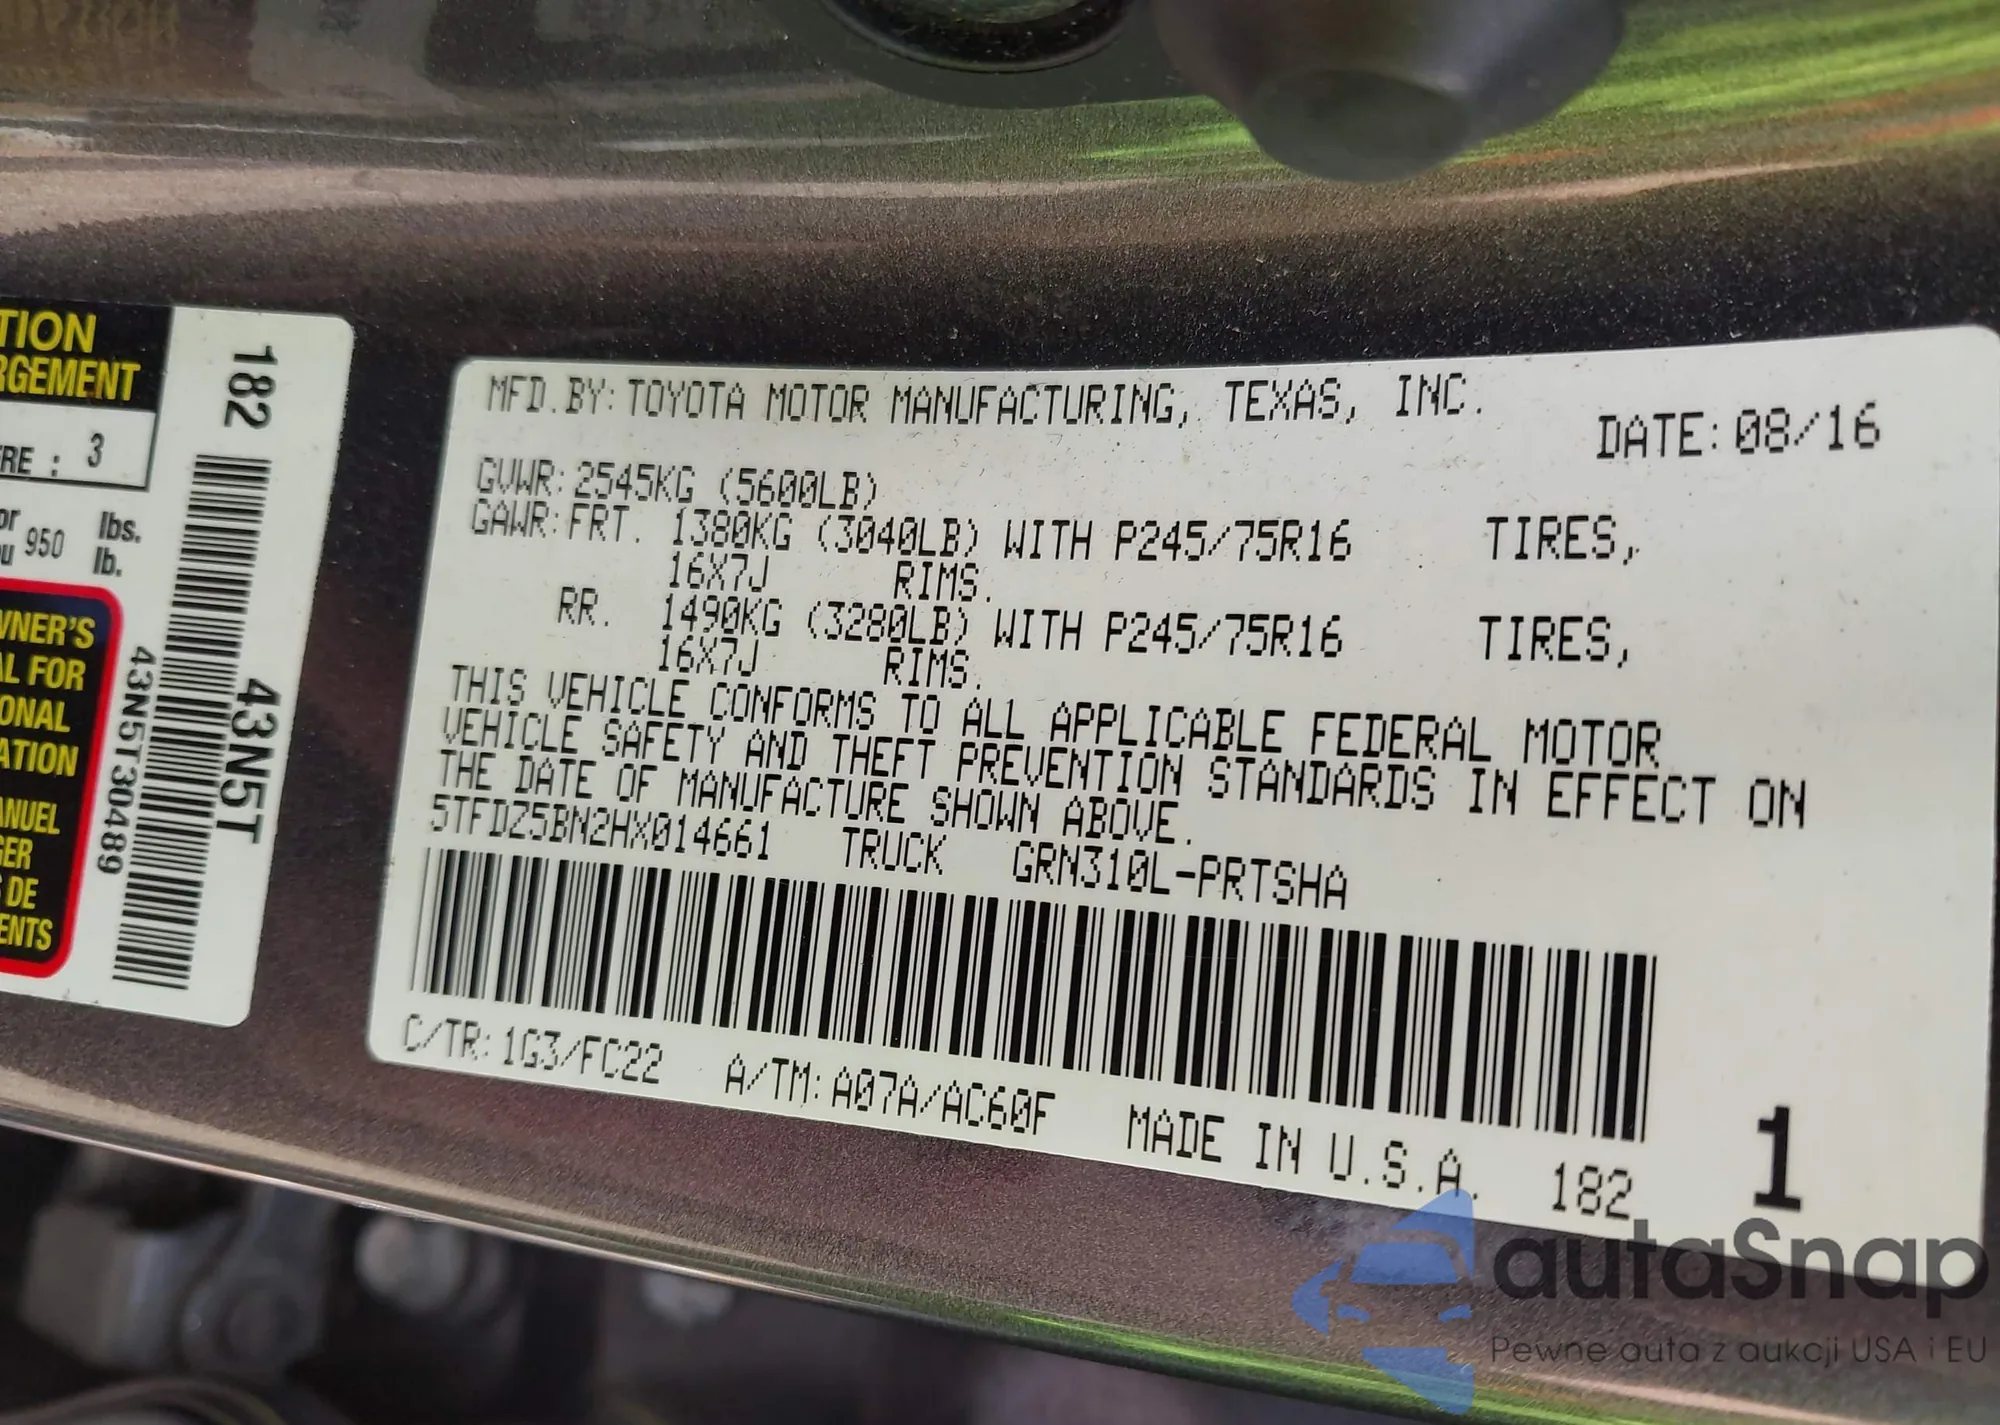 TION
RGEMENT
RE : 3
or
u 950 lbs.
lb.
WNER'S
AL FOR
ONAL
ATION
ANUEL
GER
DE
ENTS
182
43N5T
43N5T30489
MFD.BY: TOYOTA MOTOR MANUFACTURING, TEXAS, INC.
DATE: 08/16
GVWR: 2545KG (5600LB)
GAWR: FRT. 1380KG (3040LB) WITH P245/75R16 TIRES,
16X7J RIMS.
RR. 1490KG (3280LB) WITH P245/75R16 TIRES,
16X7J RIMS.
THIS VEHICLE CONFORMS TO ALL APPLICABLE FEDERAL MOTOR
VEHICLE SAFETY AND THEFT PREVENTION STANDARDS IN EFFECT ON
THE DATE OF MANUFACTURE SHOWN ABOVE.
5TFDZ5BN2HX014661 TRUCK GRN310L-PRTSHA
C/TR: 1G3/FC22 A/TM: A07A/AC60F MADE IN U.S.A. 182
1
autaSnap
Pewne auta z aukcji USA i EU